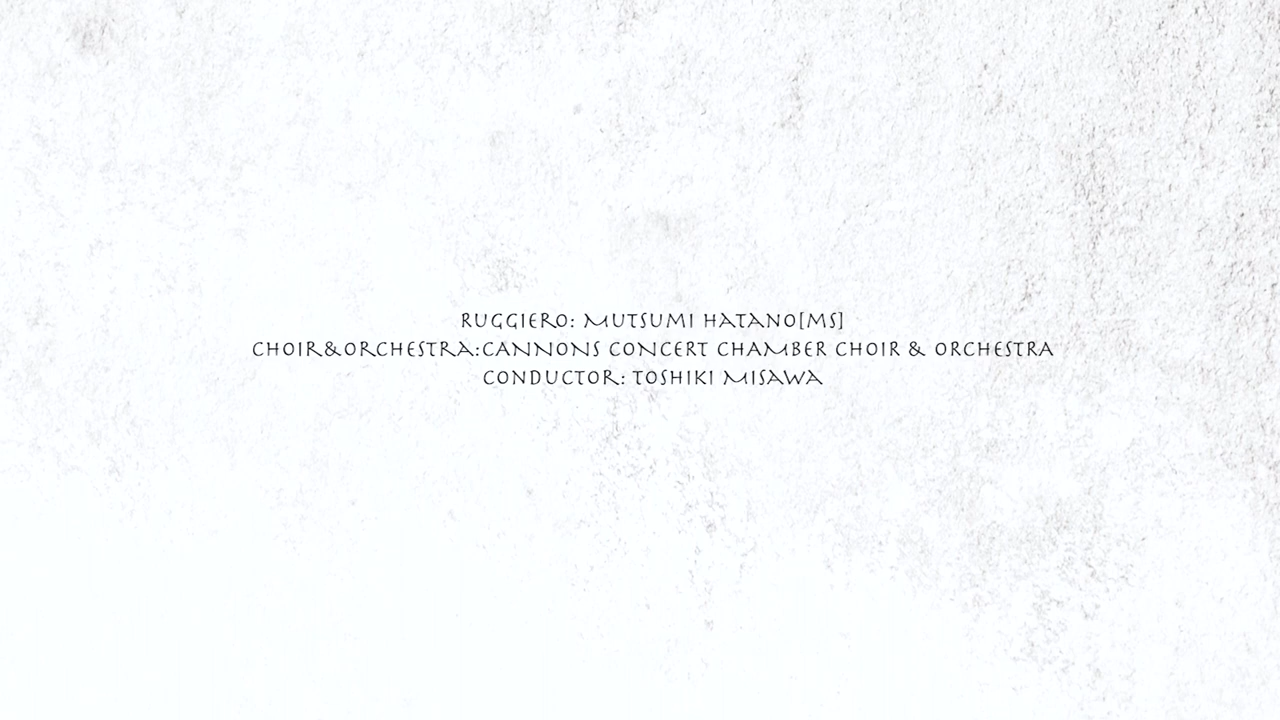 RUGGIERO: MUTSUMI HATANO[MS]
CHOIR&ORCHESTRA:CANNONS CONCERT CHAMBER CHOIR & ORCHESTRA
CONDUCTOR: TOSHIKI MISAWA